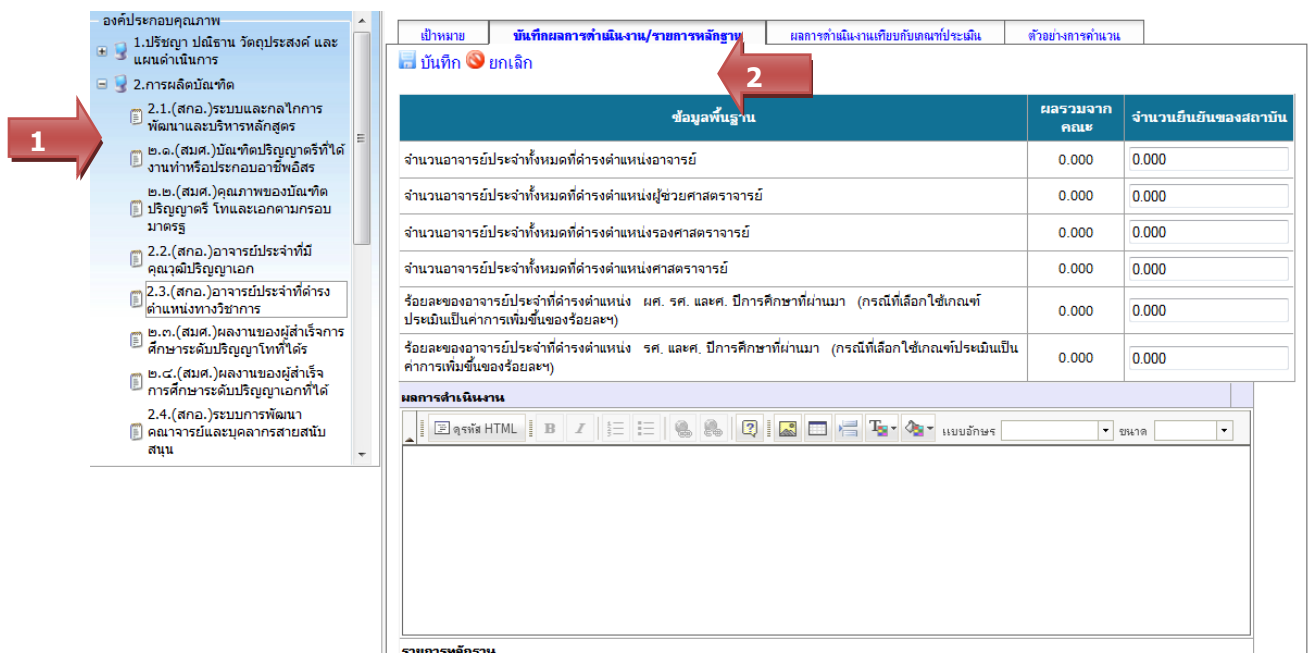 องค์ประกอบคุณภาพ
1.ปรัชญา ปณิธาน วัตถุประสงค์ และ
แผนดำเนินการ
2.การผลิตบัณฑิต
2.1.(สกอ.)ระบบและกลไกการ
พัฒนาและบริหารหลักสูตร
๒.๑.(สมศ.)บัณฑิตปริญญาตรีที่ได้
งานทำหรือประกอบอาชีพอิสร
๒.๒.(สมศ.)คุณภาพของบัณฑิต
ปริญญาตรี โทและเอกตามกรอบ
มาตรฐ
2.2.(สกอ.)อาจารย์ประจำที่มี
คุณวุฒิปริญญาเอก
2.3.(สกอ.)อาจารย์ประจำที่ดำรง
ตำแหน่งทางวิชาการ
๒.๓.(สมศ.)ผลงานของผู้สำเร็จการ
ศึกษาระดับปริญญาโทที่ได้ร
๒.๔.(สมศ.)ผลงานของผู้สำเร็จ
การศึกษาระดับปริญญาเอกที่ได้
2.4.(สกอ.)ระบบการพัฒนา
คณาจารย์และบุคลากรสายสนับ
สนุน
1
เป้าหมาย บันทึกผลการดำเนินงาน/รายการหลักฐาน ผลการดำเนินงานเทียบกับเกณฑ์ประเมิน ตัวอย่างการคำนวน
บันทึก ยกเลิก
2
ข้อมูลพื้นฐาน ผลรวมจาก
คณะ จำนวนยืนยันของสถาบัน
จำนวนอาจารย์ประจำทั้งหมดที่ดำรงตำแหน่งอาจารย์ 0.000 0.000
จำนวนอาจารย์ประจำทั้งหมดที่ดำรงตำแหน่งผู้ช่วยศาสตราจารย์ 0.000 0.000
จำนวนอาจารย์ประจำทั้งหมดที่ดำรงตำแหน่งรองศาสตราจารย์ 0.000 0.000
จำนวนอาจารย์ประจำทั้งหมดที่ดำรงตำแหน่งศาสตราจารย์ 0.000 0.000
ร้อยละของอาจารย์ประจำที่ดำรงตำแหน่ง ผศ. รศ. และศ. ปีการศึกษาที่ผ่านมา (กรณีที่เลือกใช้เกณฑ์
ประเมินเป็นค่าการเพิ่มขึ้นของร้อยละฯ) 0.000 0.000
ร้อยละของอาจารย์ประจำที่ดำรงตำแหน่ง รศ. และศ. ปีการศึกษาที่ผ่านมา (กรณีที่เลือกใช้เกณฑ์ประเมินเป็น
ค่าการเพิ่มขึ้นของร้อยละฯ) 0.000 0.000
ผลการดำเนินงาน
ดูรหัส HTML B I แบบอักษร ขนาด
รายการหลักฐาน